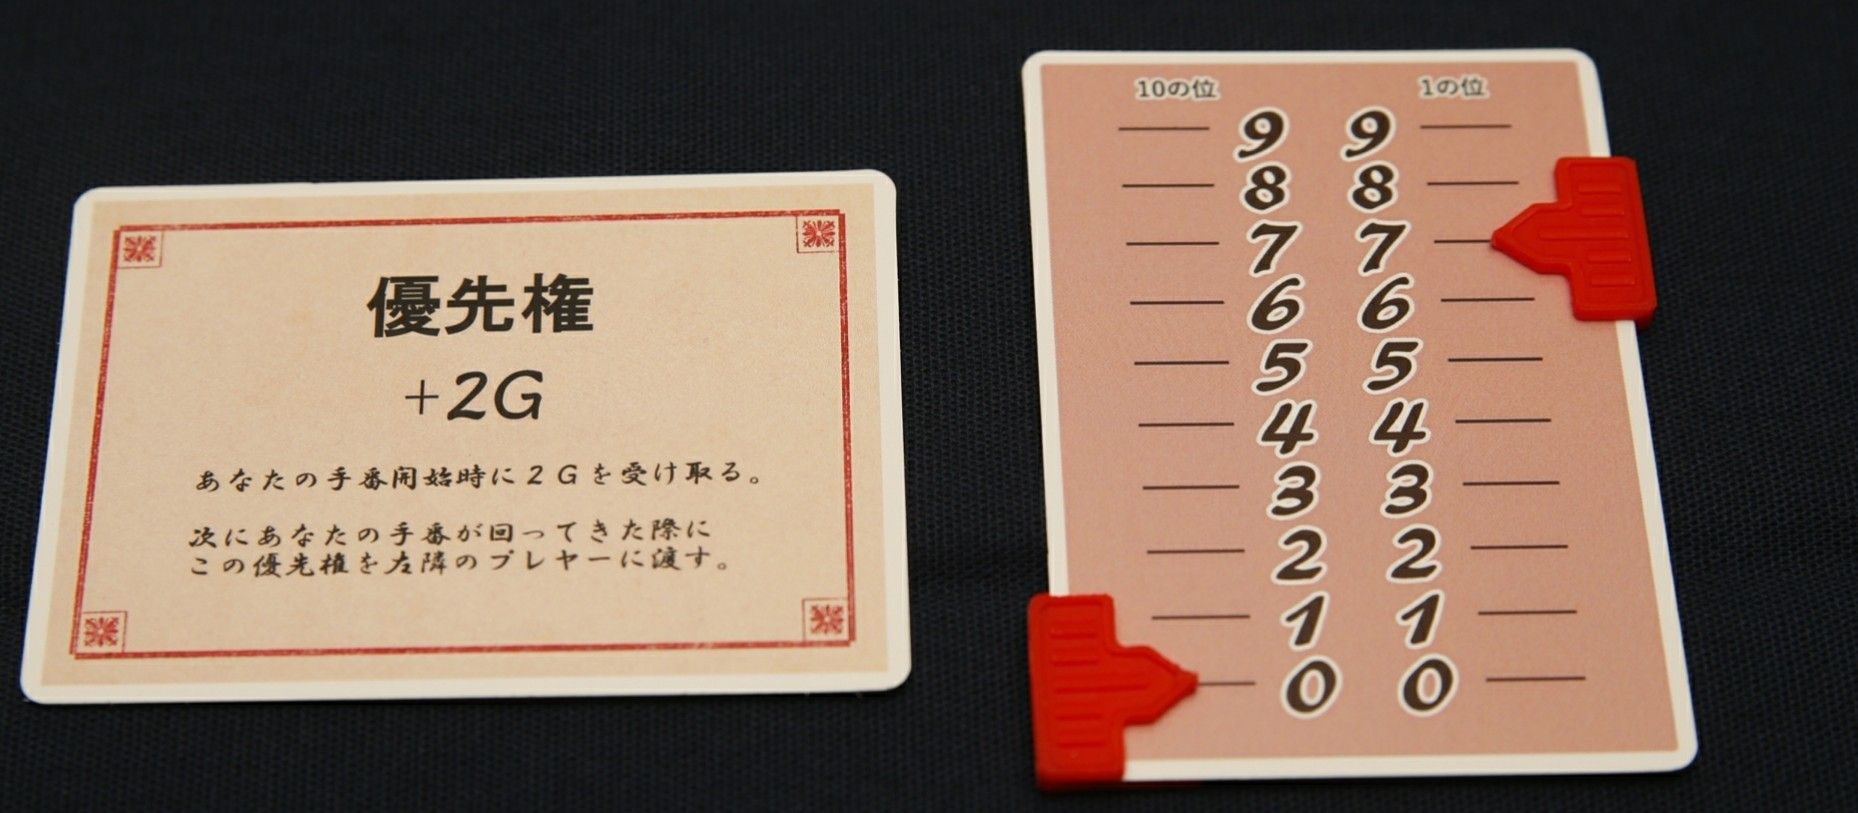 優先権
+2G
あなたの手番開始時に２Ｇを受け取る。
次にあなたの手番が回ってきた際に
この優先権を左隣のプレヤーに渡す。
10の位 1の位
9 9
8 8
7 7
6 6
5 5
4 4
3 3
2 2
1 1
0 0